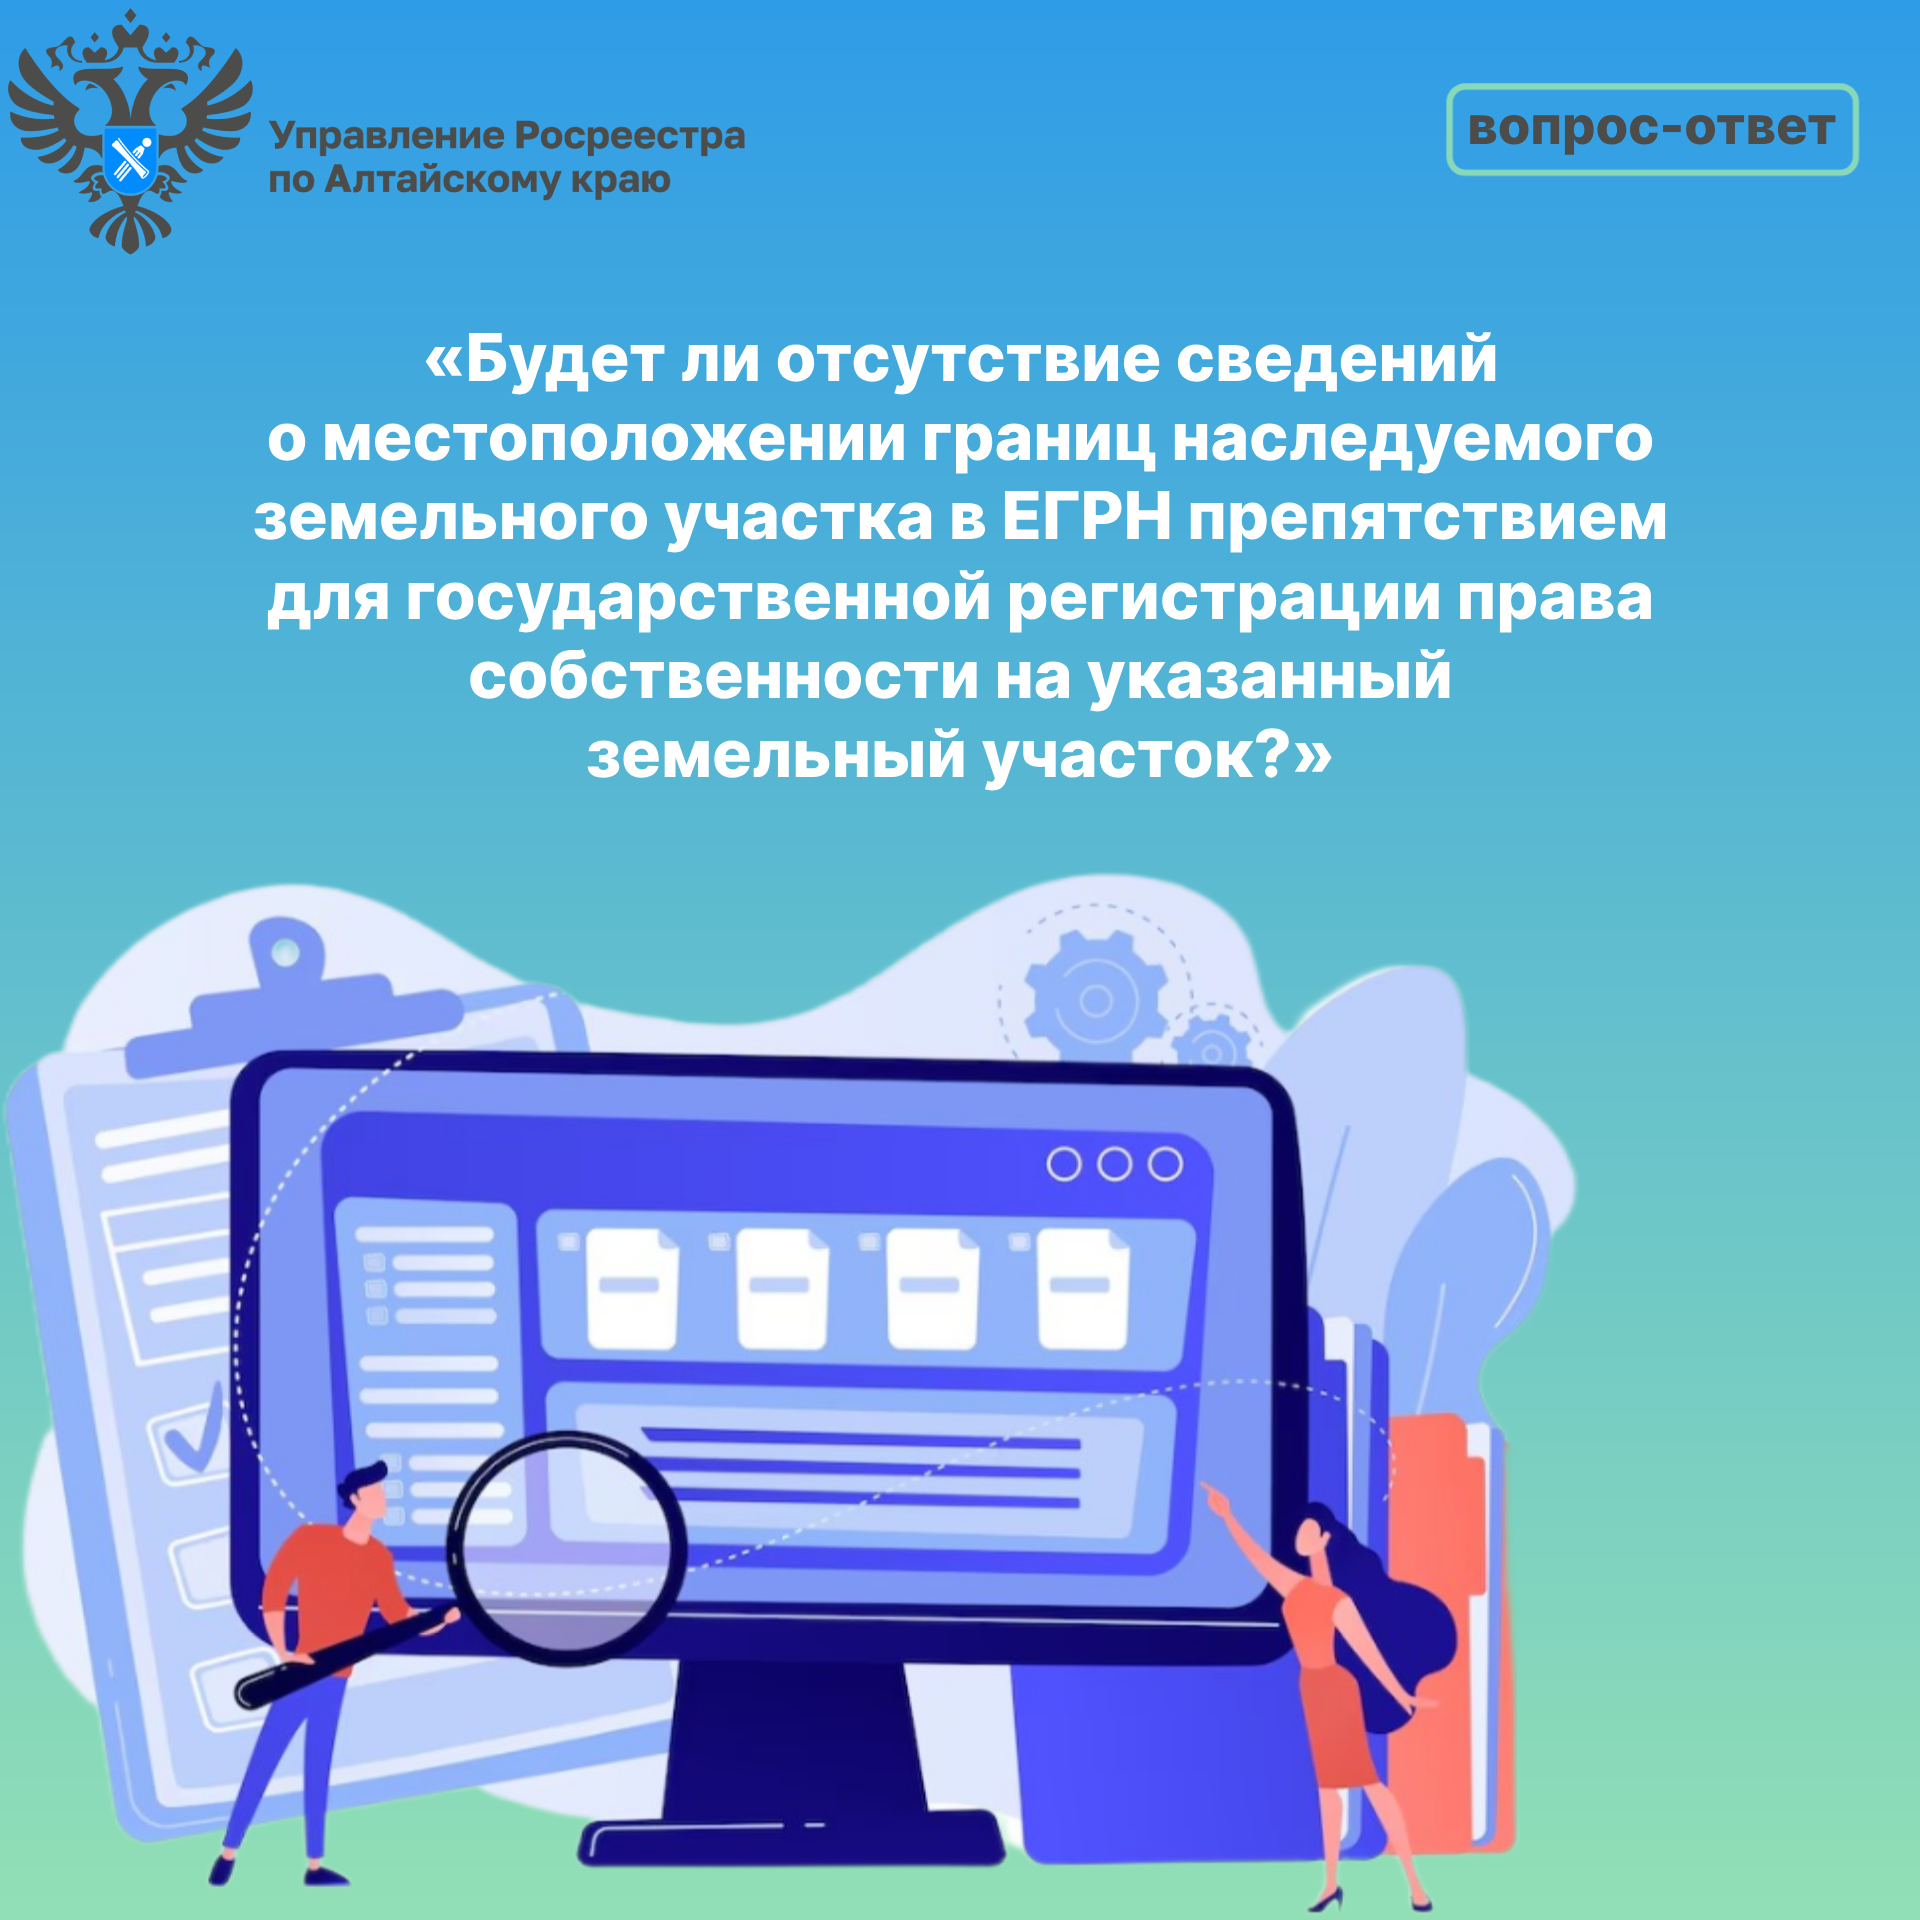 Управление Росреестра
по Алтайскому краю
вопрос-ответ
«Будет ли отсутствие сведений
о местоположении границ наследуемого
земельного участка в ЕГРН препятствием
для государственной регистрации права
собственности на указанный
земельный участок?»